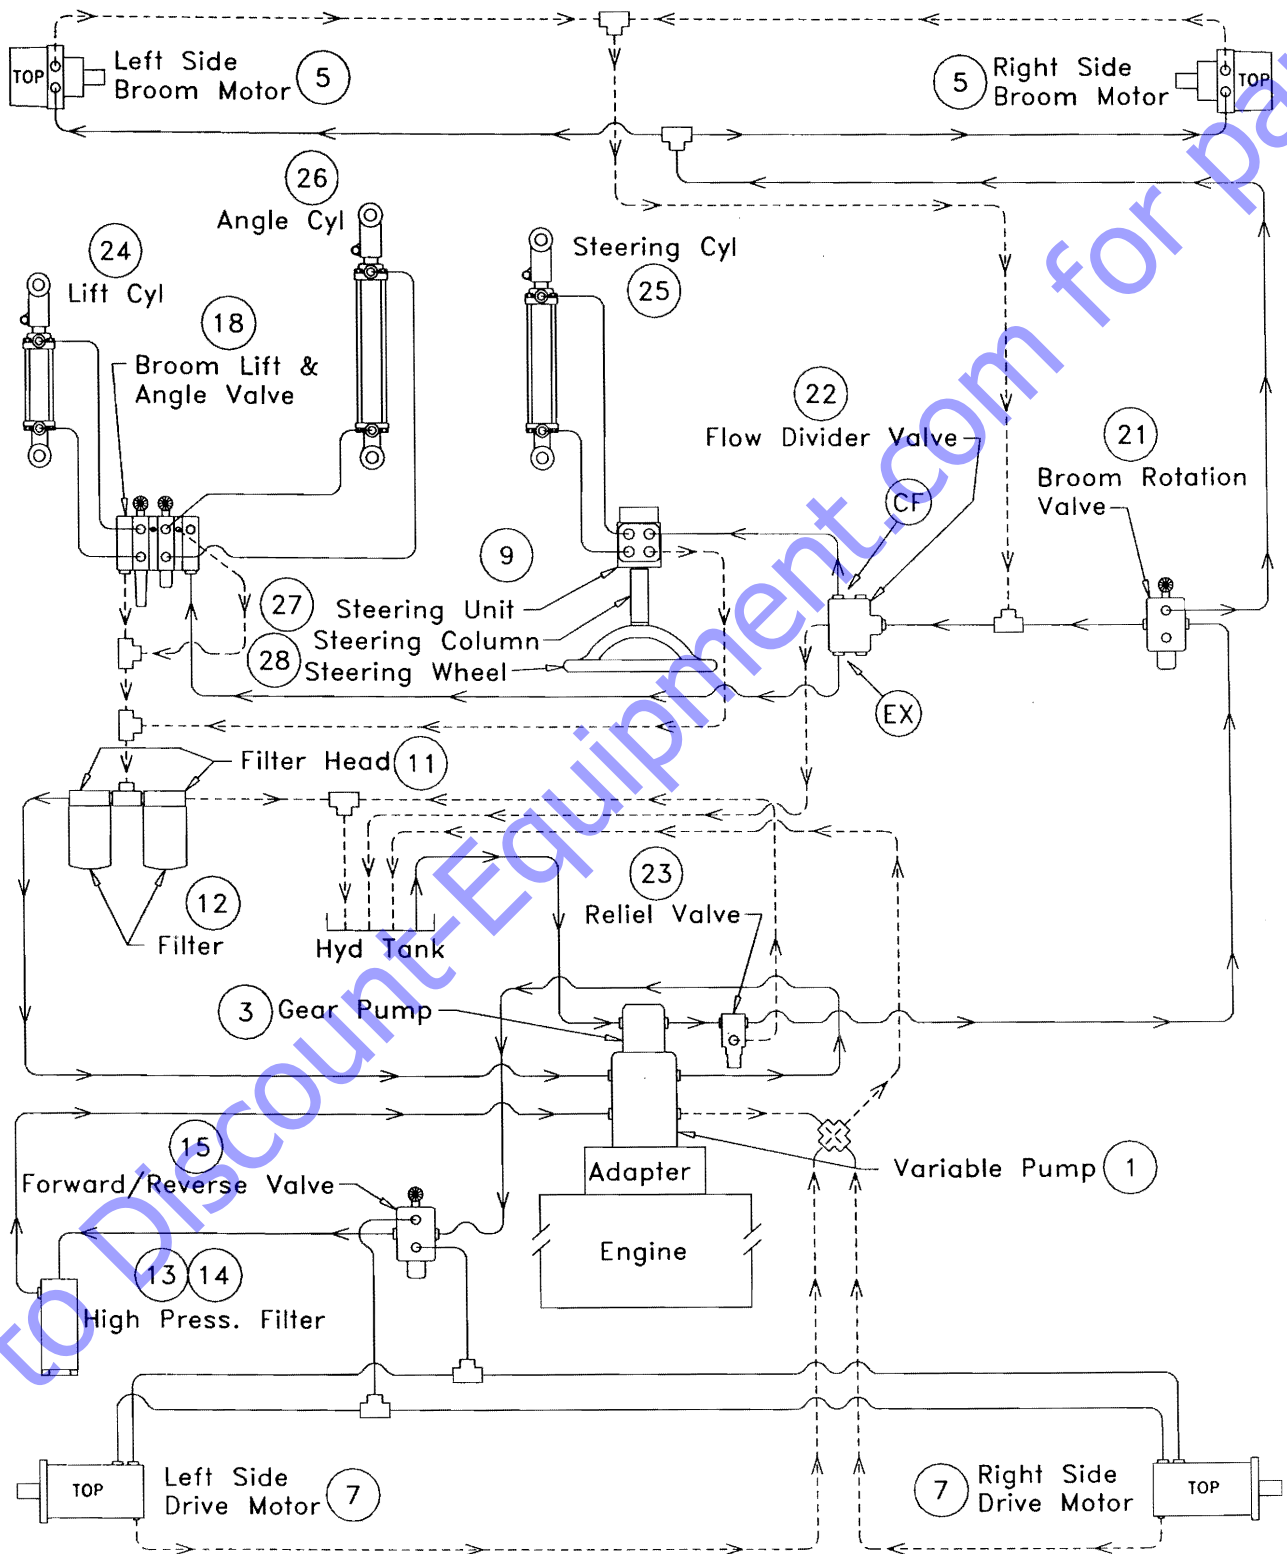 TOP
Left Side
Broom Motor
5
5
Right Side
Broom Motor
TOP
26
Angle Cyl
24
Lift Cyl
18
Broom Lift &
Angle Valve
Steering Cyl
25
22
Flow Divider Valve
CF
21
Broom Rotation
Valve
9
27
Steering Unit
Steering Column
28
Steering Wheel
EX
Filter Head
11
12
Filter
Hyd Tank
23
Reliel Valve
3
Gear Pump
15
Forward/Reverse Valve
Adapter
Variable Pump
1
Engine
13
14
High Press. Filter
TOP
Left Side
Drive Motor
7
7
Right Side
Drive Motor
TOP
to Discount-Equipment.com for pa